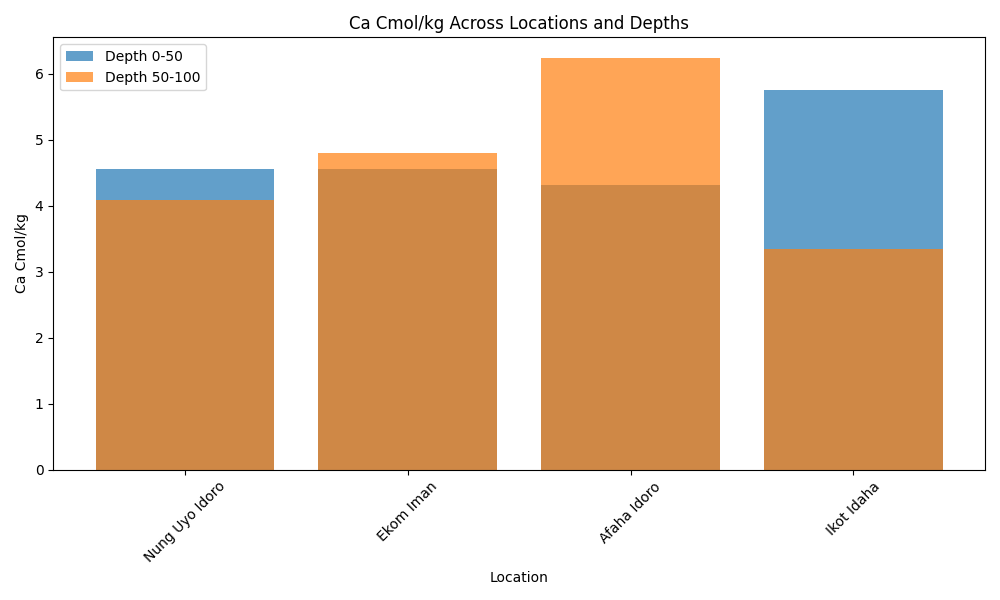 Ca Cmol/kg Across Locations and Depths
Depth 0-50
Depth 50-100
Ca Cmol/kg
6
5
4
3
2
1
0
Nung Uyo Idoro
Ekom Iman
Afaha Idoro
Ikot Idaha
Location